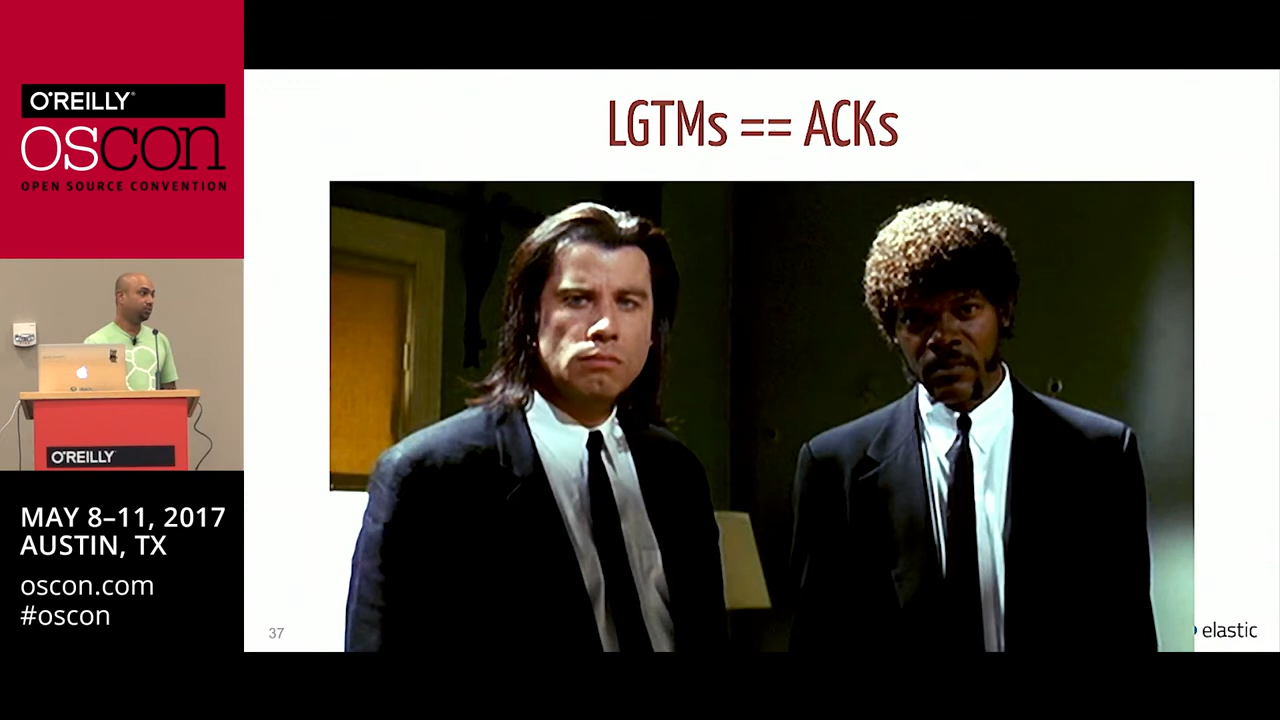 O'REILLY®
OSCON
OPEN SOURCE CONVENTION
LGTMs == ACKs
O'REILLY
MAY 8–11, 2017
AUSTIN, TX
oscon.com
#oscon
37
elastic